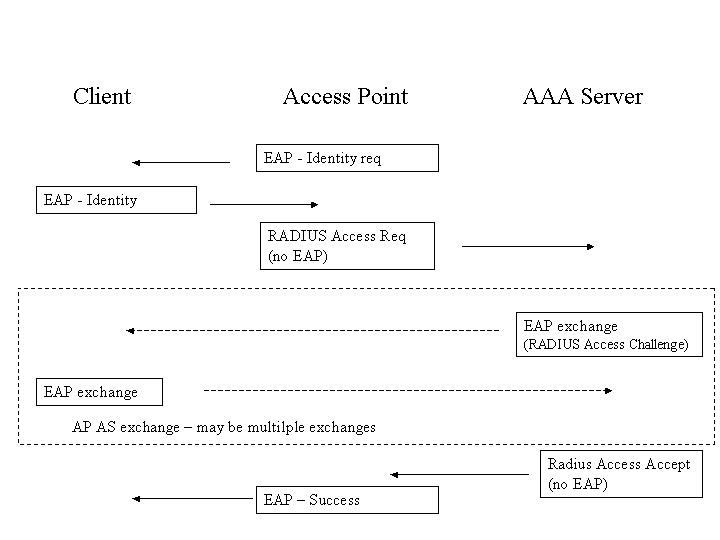 Client Access Point AAA Server
EAP - Identity req
EAP - Identity
RADIUS Access Req
(no EAP)
EAP exchange
(RADIUS Access Challenge)
EAP exchange
AP AS exchange – may be multilple exchanges
Radius Access Accept
(no EAP)
EAP – Success